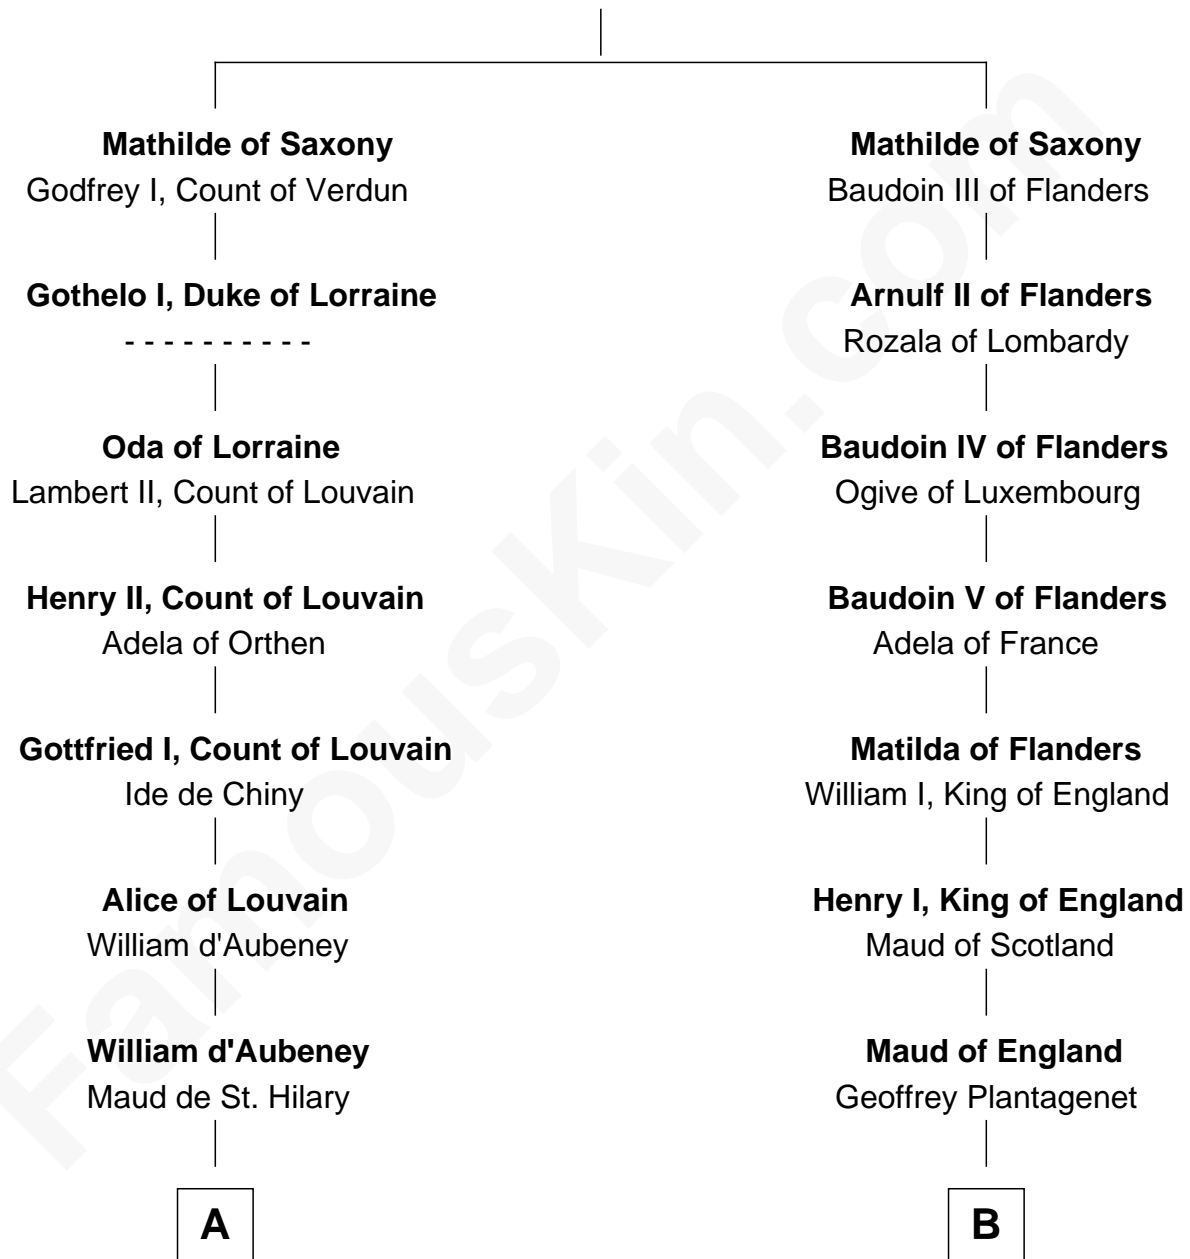 Mathilde of Saxony
Godfrey I, Count of Verdun
Gothelo I, Duke of Lorraine
- - - - - - - - - -
Oda of Lorraine
Lambert II, Count of Louvain
Henry II, Count of Louvain
Adela of Orthen
Gottfried I, Count of Louvain
Ide de Chiny
Alice of Louvain
William d'Aubeney
William d'Aubeney
Maud de St. Hilary
A
Mathilde of Saxony
Baudoin III of Flanders
Arnulf II of Flanders
Rozala of Lombardy
Baudoin IV of Flanders
Ogive of Luxembourg
Baudoin V of Flanders
Adela of France
Matilda of Flanders
William I, King of England
Henry I, King of England
Maud of Scotland
Maud of England
Geoffrey Plantagenet
B
FamousKin.com